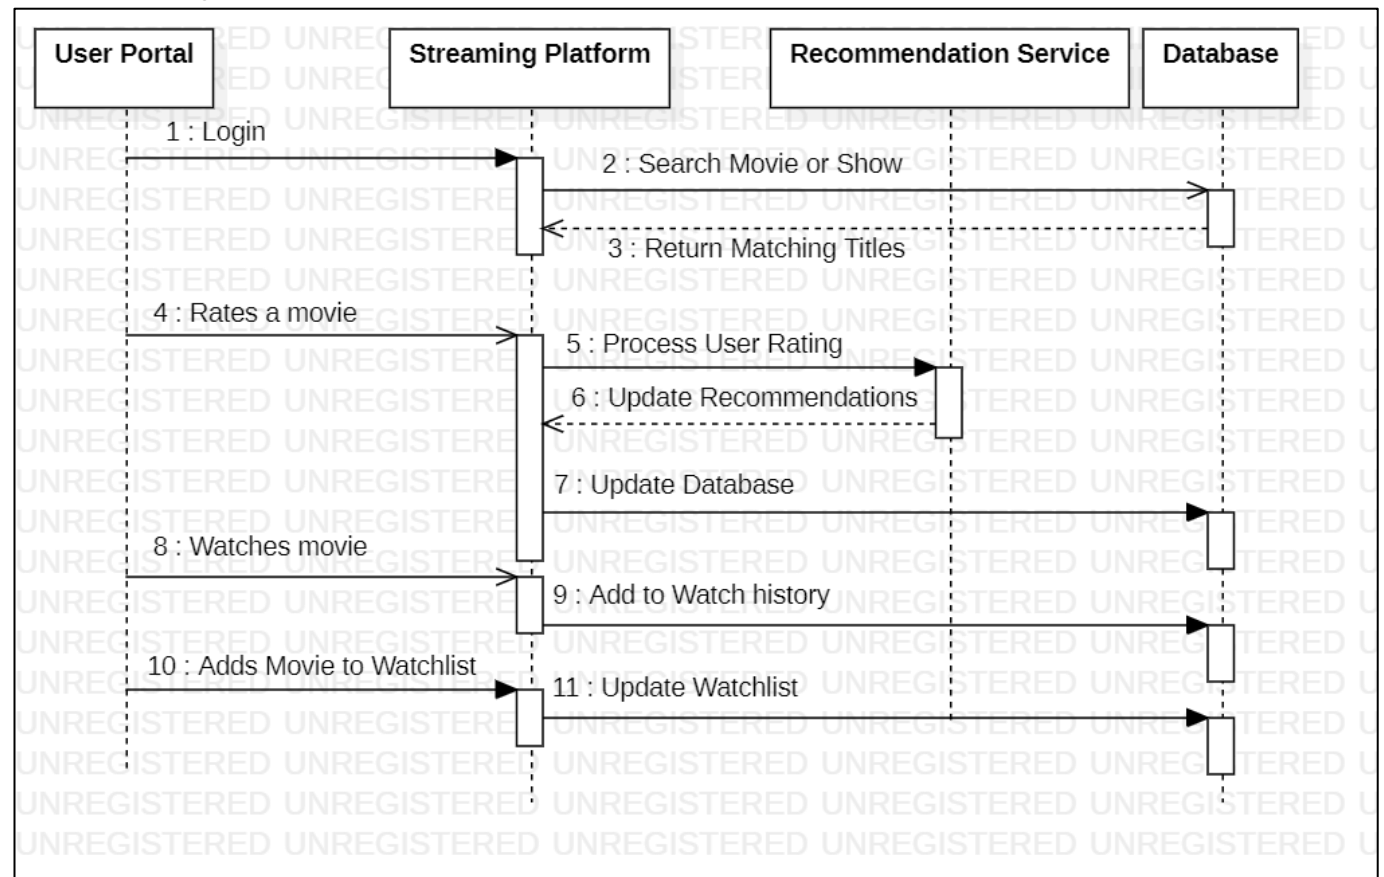 User Portal
Streaming Platform
Recommendation Service
Database
1 : Login
2 : Search Movie or Show
3 : Return Matching Titles
4 : Rates a movie
5 : Process User Rating
6 : Update Recommendations
7 : Update Database
8 : Watches movie
9 : Add to Watch history
10 : Adds Movie to Watchlist
11 : Update Watchlist
UNREGISTERED